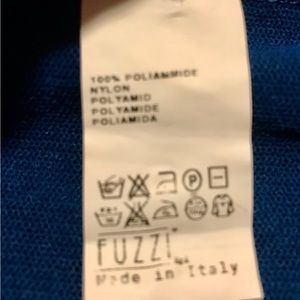 100% POLIAMMIDE
NYLON
POLYAMID
POLYAMIDE
POLIAMIDA
P
FUZZI
Made in Italy